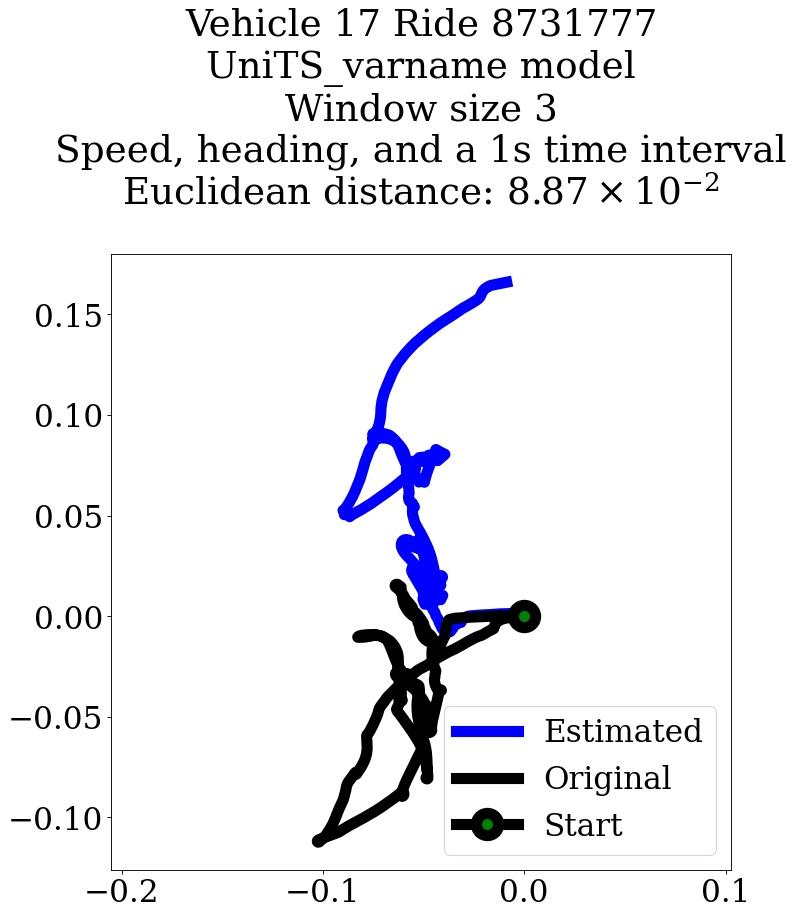 Vehicle 17 Ride 8731777
UniTS_varname model
Window size 3
Speed, heading, and a 1s time interval
Euclidean distance: 8.87 × 10⁻²
0.15
0.10
0.05
0.00
−0.05
−0.10
Estimated
Original
Start
−0.2
−0.1
0.0
0.1